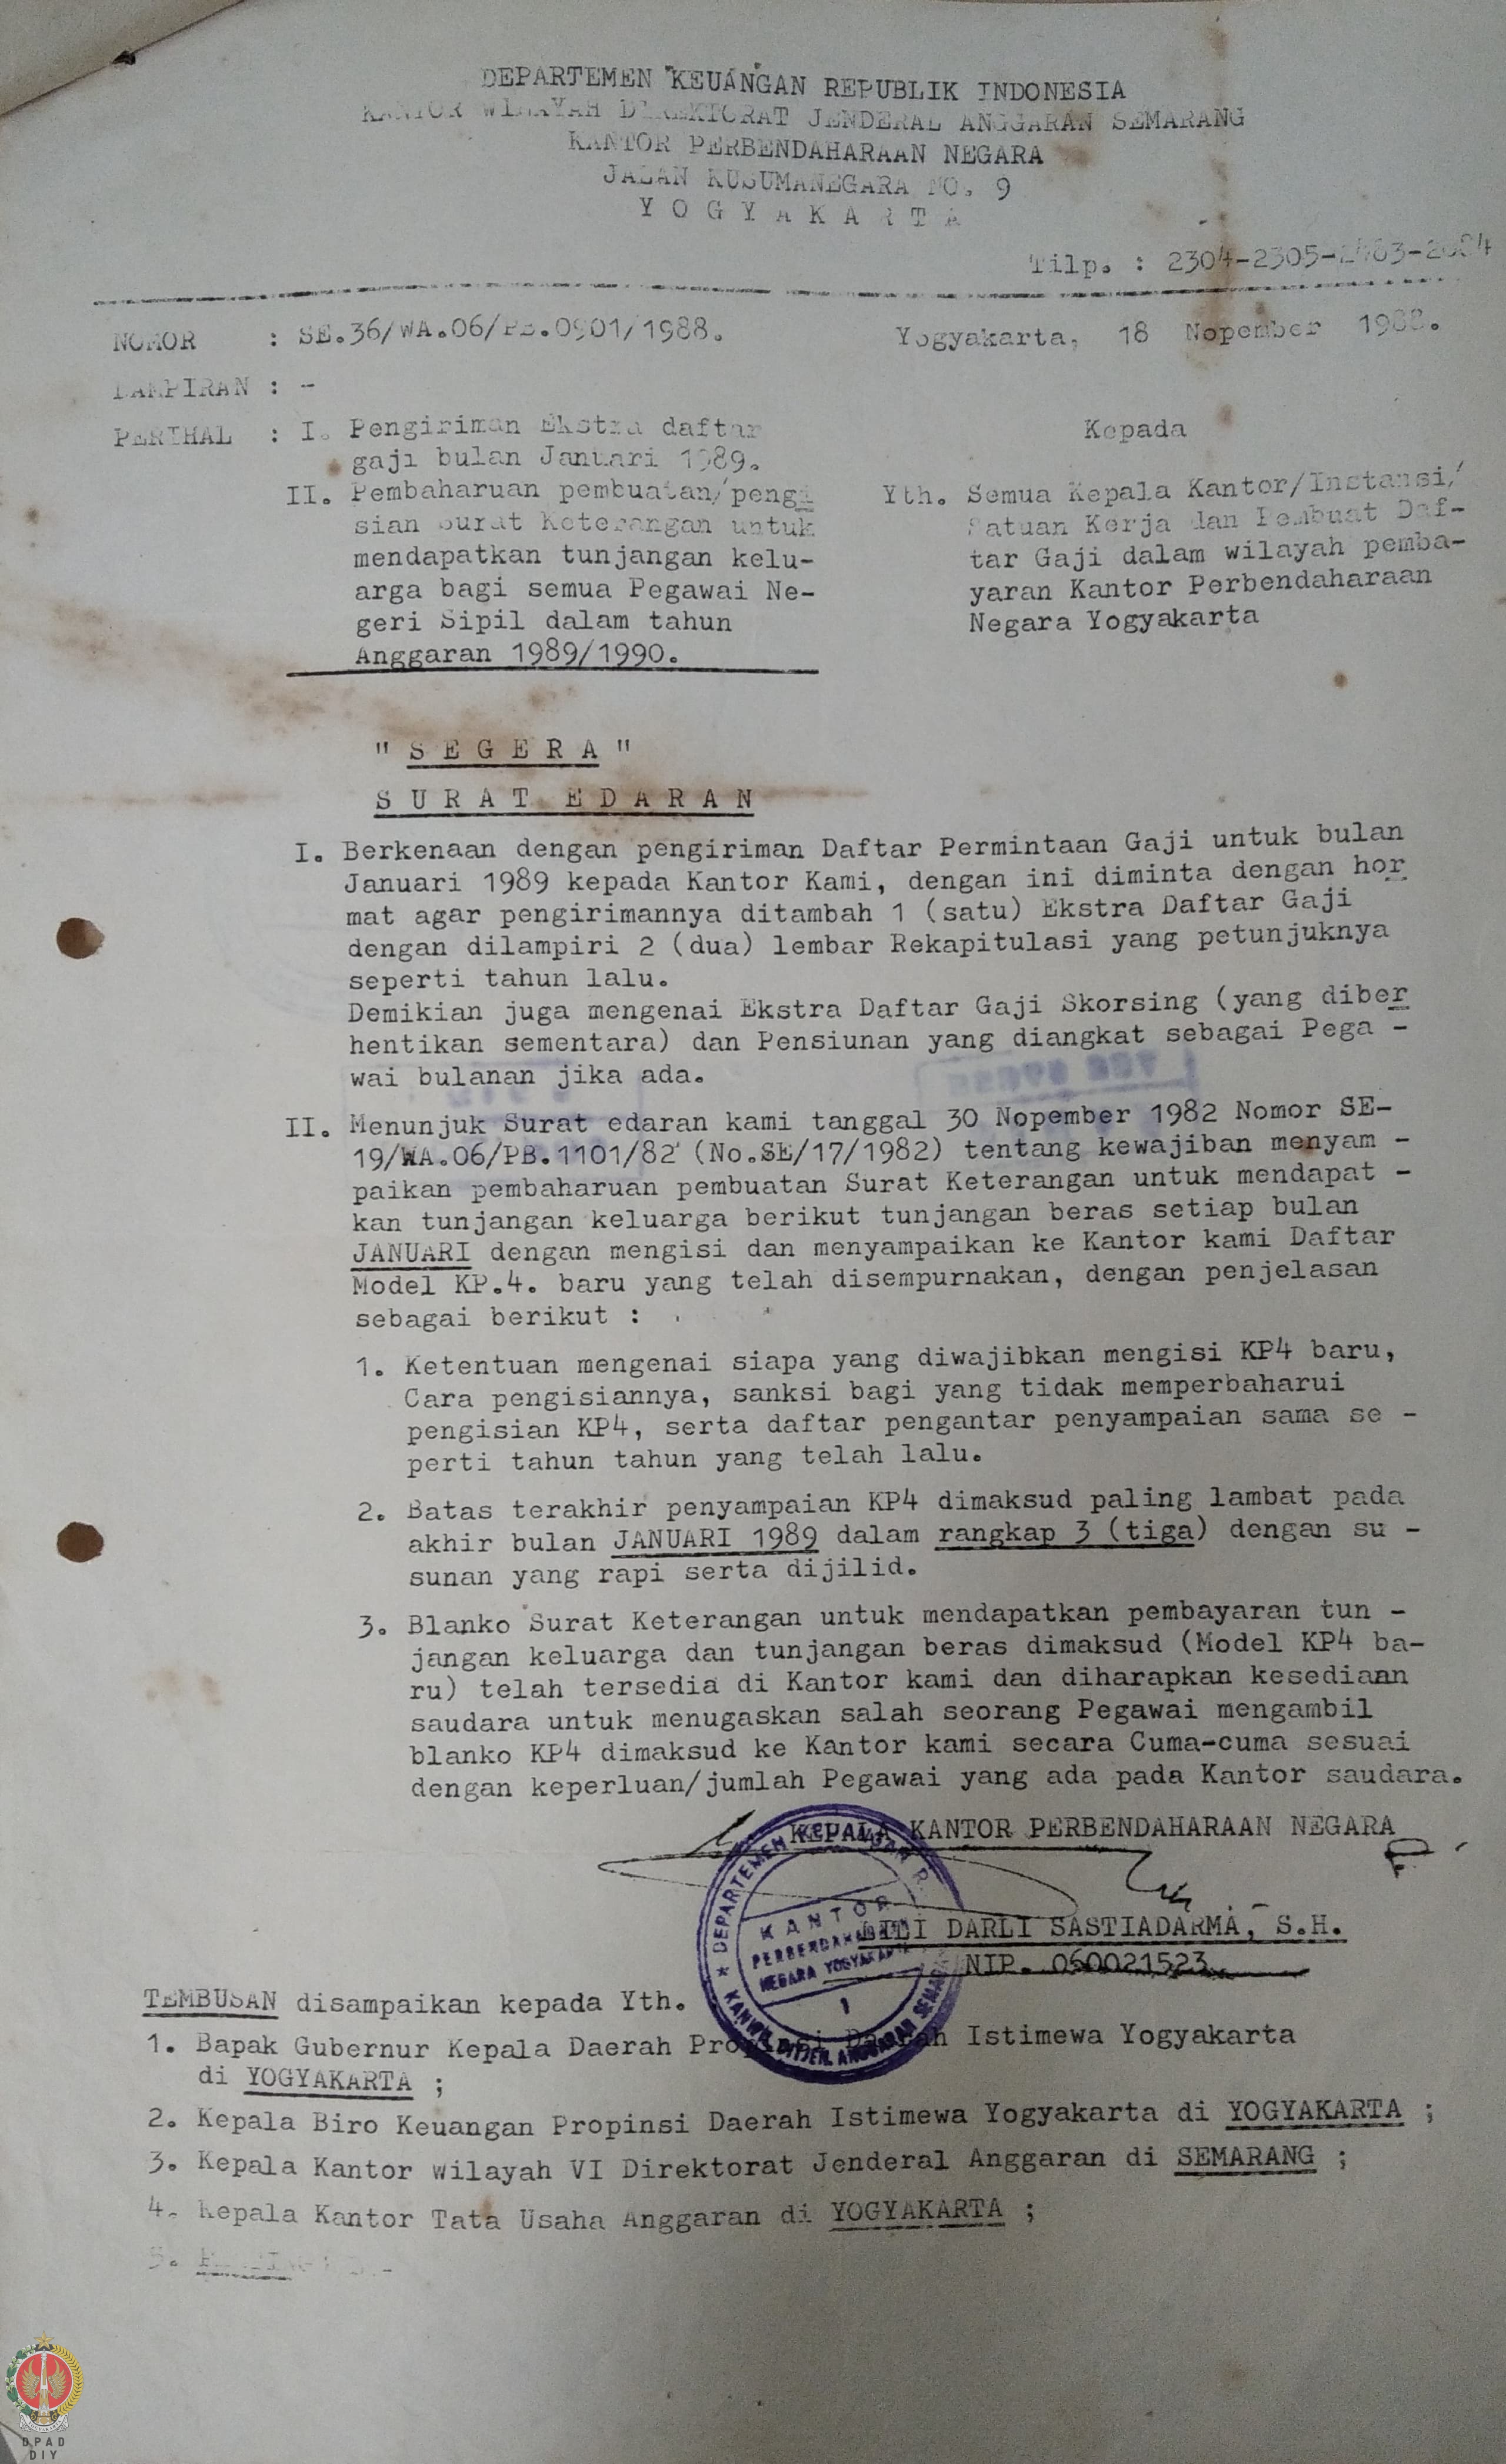 DEPARTEMEN KEUANGAN REPUBLIK INDONESIA
KANTOR WILAYAH DIREKTORAT JENDERAL ANGGARAN SEMARANG
KANTOR PERBENDAHARAAN NEGARA
JALAN KUSUMANEGARA NO. 9
Y O G Y A K A R T A
Tilp. : 2304-2305-
NOMOR : SE.36/WA.06/PB.0901/1988.
Yogyakarta, 18 Nopember 1988.
LAMPIRAN : -
PERIHAL : I. Pengiriman Ekstra daftar
gaji bulan Januari 1989.
II. Pembaharuan pembuatan/pengi
sian Surat Keterangan untuk
mendapatkan tunjangan kelu-
arga bagi semua Pegawai Ne-
geri Sipil dalam tahun
Anggaran 1989/1990.
Kepada
Yth. Semua Kepala Kantor/Instansi/
Satuan Kerja dan Pembuat Daf-
tar Gaji dalam wilayah pemba-
yaran Kantor Perbendaharaan
Negara Yogyakarta
" S E G E R A "
S U R A T E D A R A N
I. Berkenaan dengan pengiriman Daftar Permintaan Gaji untuk bulan
Januari 1989 kepada Kantor Kami, dengan ini diminta dengan hor
mat agar pengirimannya ditambah 1 (satu) Ekstra Daftar Gaji
dengan dilampiri 2 (dua) lembar Rekapitulasi yang petunjuknya
seperti tahun lalu.
Demikian juga mengenai Ekstra Daftar Gaji Skorsing (yang diber
hentikan sementara) dan Pensiunan yang diangkat sebagai Pega -
wai bulanan jika ada.
II. Menunjuk Surat edaran kami tanggal 30 Nopember 1982 Nomor SE-
19/WA.06/PB.1101/82 (No.SE/17/1982) tentang kewajiban menyam -
paikan pembaharuan pembuatan Surat Keterangan untuk mendapat -
kan tunjangan keluarga berikut tunjangan beras setiap bulan
JANUARI dengan mengisi dan menyampaikan ke Kantor kami Daftar
Model KP.4. baru yang telah disempurnakan, dengan penjelasan
sebagai berikut :
1. Ketentuan mengenai siapa yang diwajibkan mengisi KP4 baru,
Cara pengisiannya, sanksi bagi yang tidak memperbaharui
pengisian KP4, serta daftar pengantar penyampaian sama se -
perti tahun tahun yang telah lalu.
2. Batas terakhir penyampaian KP4 dimaksud paling lambat pada
akhir bulan JANUARI 1989 dalam rangkap 3 (tiga) dengan su -
sunan yang rapi serta dijilid.
3. Blanko Surat Keterangan untuk mendapatkan pembayaran tun -
jangan keluarga dan tunjangan beras dimaksud (Model KP4 ba-
ru) telah tersedia di Kantor kami dan diharapkan kesediaan
saudara untuk menugaskan salah seorang Pegawai mengambil
blanko KP4 dimaksud ke Kantor kami secara Cuma-cuma sesuai
dengan keperluan/jumlah Pegawai yang ada pada Kantor saudara.
KEPALA KANTOR PERBENDAHARAAN NEGARA
DEPARTEMEN KEUANGAN R.
KANTOR
PERBENDAHARAAN
NEGARA YOGYAKARTA
1
KANWIL DITJEN. ANGGARAN SEMARANG
DARLI SASTIADARMA, S.H.
NIP. 060021523
TEMBUSAN disampaikan kepada Yth.
1. Bapak Gubernur Kepala Daerah Propinsi Daerah Istimewa Yogyakarta
di YOGYAKARTA ;
2. Kepala Biro Keuangan Propinsi Daerah Istimewa Yogyakarta di YOGYAKARTA ;
3. Kepala Kantor Wilayah VI Direktorat Jenderal Anggaran di SEMARANG ;
4. Kepala Kantor Tata Usaha Anggaran di YOGYAKARTA ;
5.
DPAD
DIY